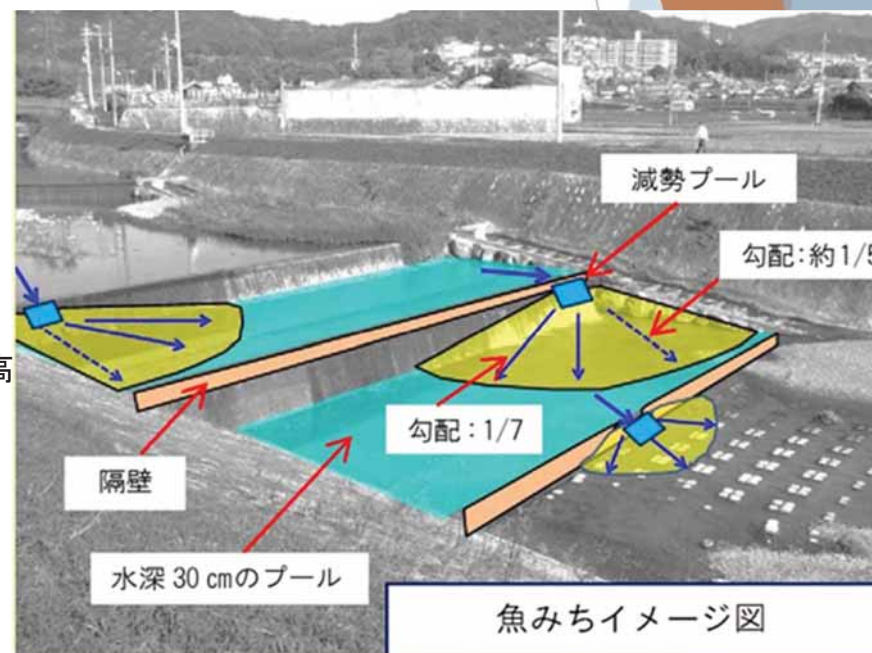 減勢プール
勾配：約1/5
高
勾配：1/7
隔壁
水深 30 cmのプール
魚みちイメージ図